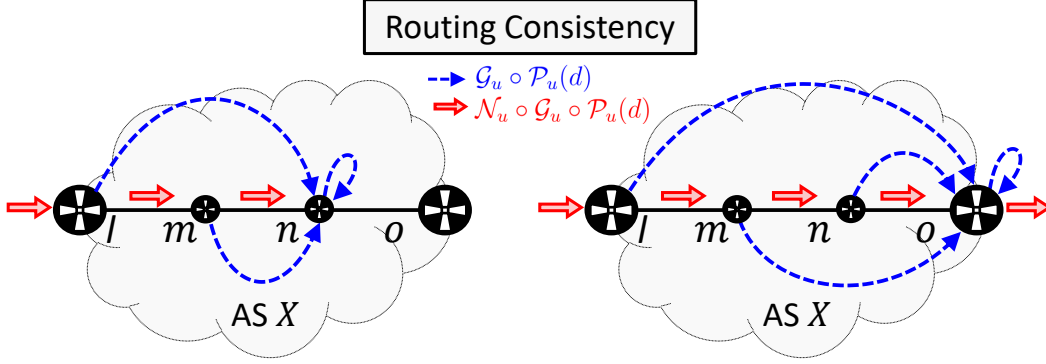 Routing Consistency
𝒢ᵤ ∘ 𝒫ᵤ(d)
𝒩ᵤ ∘ 𝒢ᵤ ∘ 𝒫ᵤ(d)
l m n o
AS X
l m n o
AS X